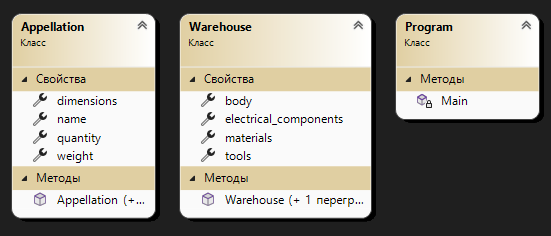 Appellation
Класс
Свойства
dimensions
name
quantity
weight
Методы
Appellation (+...
Warehouse
Класс
Свойства
body
electrical_components
materials
tools
Методы
Warehouse (+ 1 перегр...
Program
Класс
Методы
Main